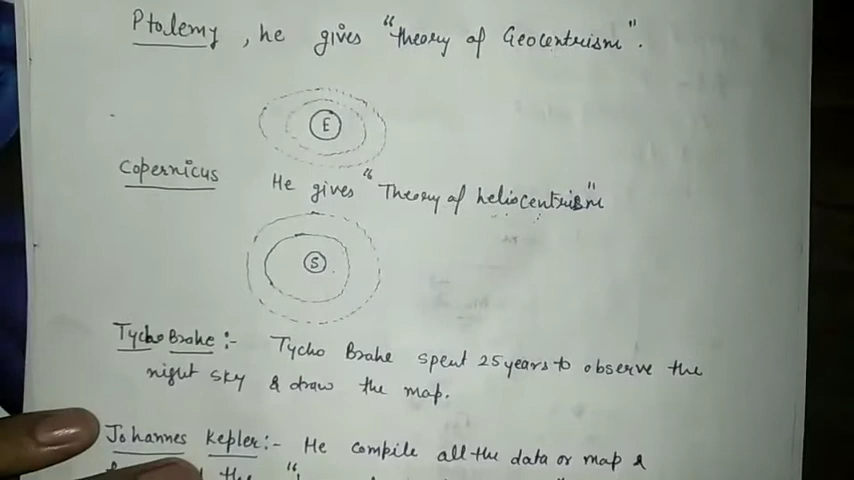 Ptolemy, he gives "theory of Geocentrism".
E
Copernicus He gives "Theory of heliocentrism"
S
Tycho Brahe :- Tycho Brahe spent 25 years to observe the
night sky & draw the map.
Johannes Kepler:- He compile all the data or map &
the "